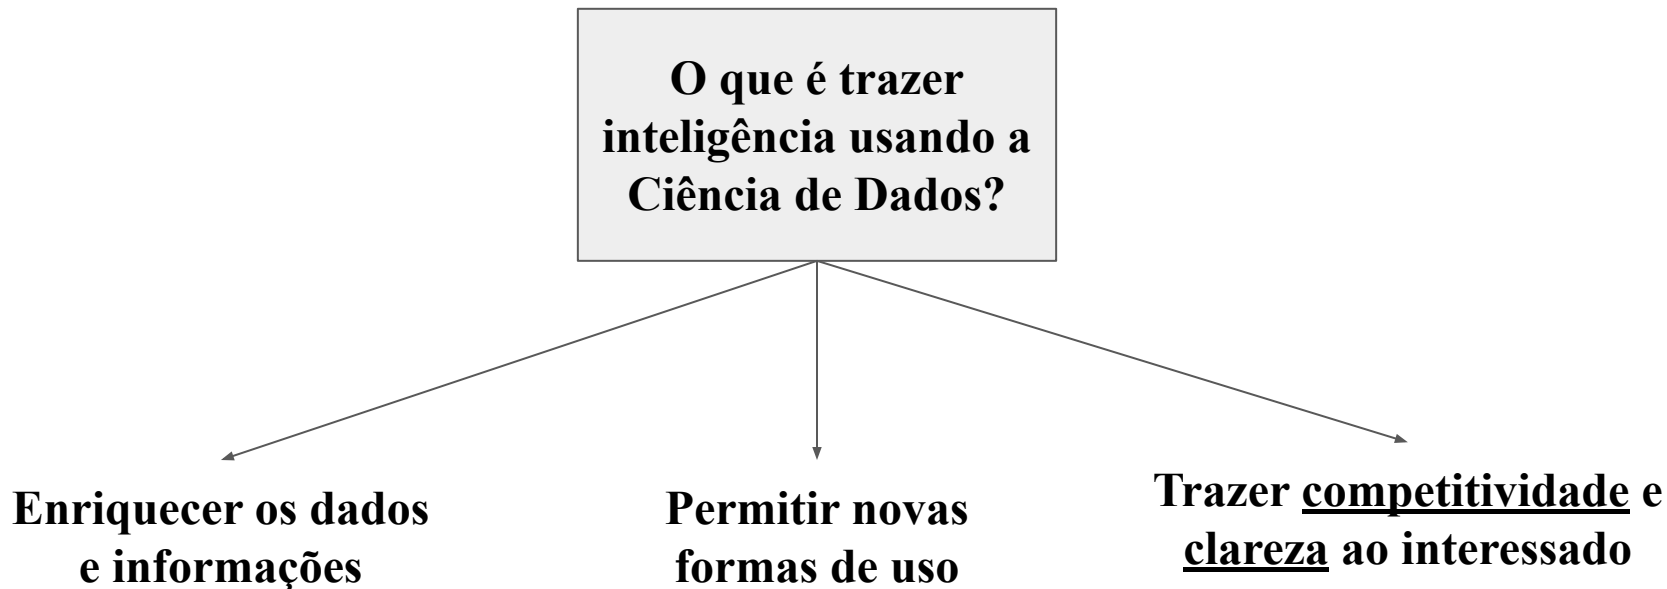 O que é trazer
inteligência usando a
Ciência de Dados?
Enriquecer os dados
e informações
Permitir novas
formas de uso
Trazer competitividade e
clareza ao interessado